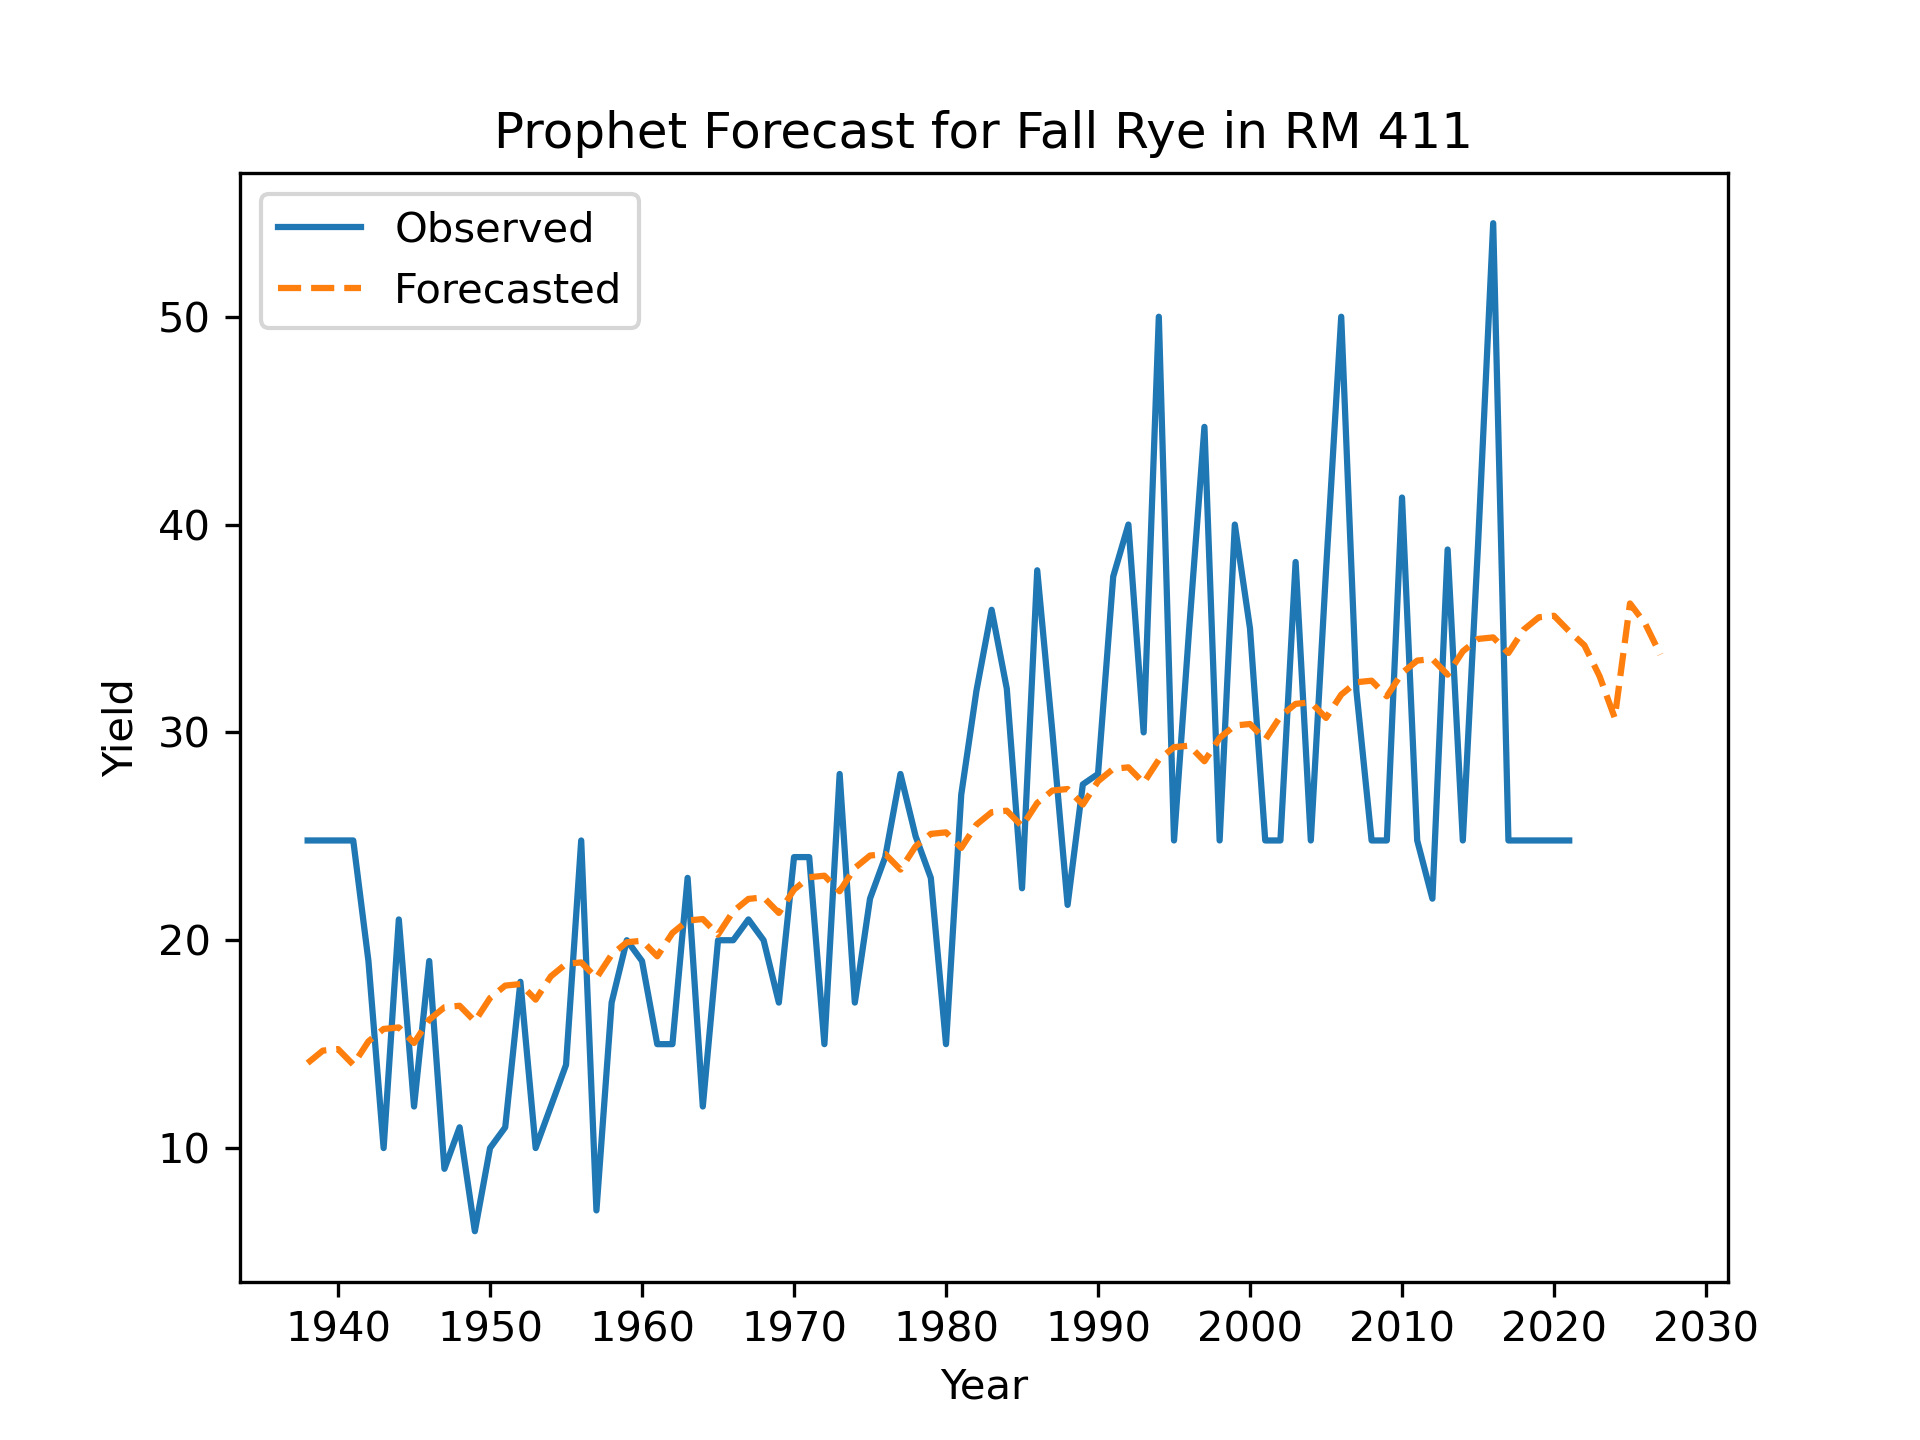 Prophet Forecast for Fall Rye in RM 411
Observed
Forecasted
50
40
30
20
10
Yield
1940 1950 1960 1970 1980 1990 2000 2010 2020 2030
Year